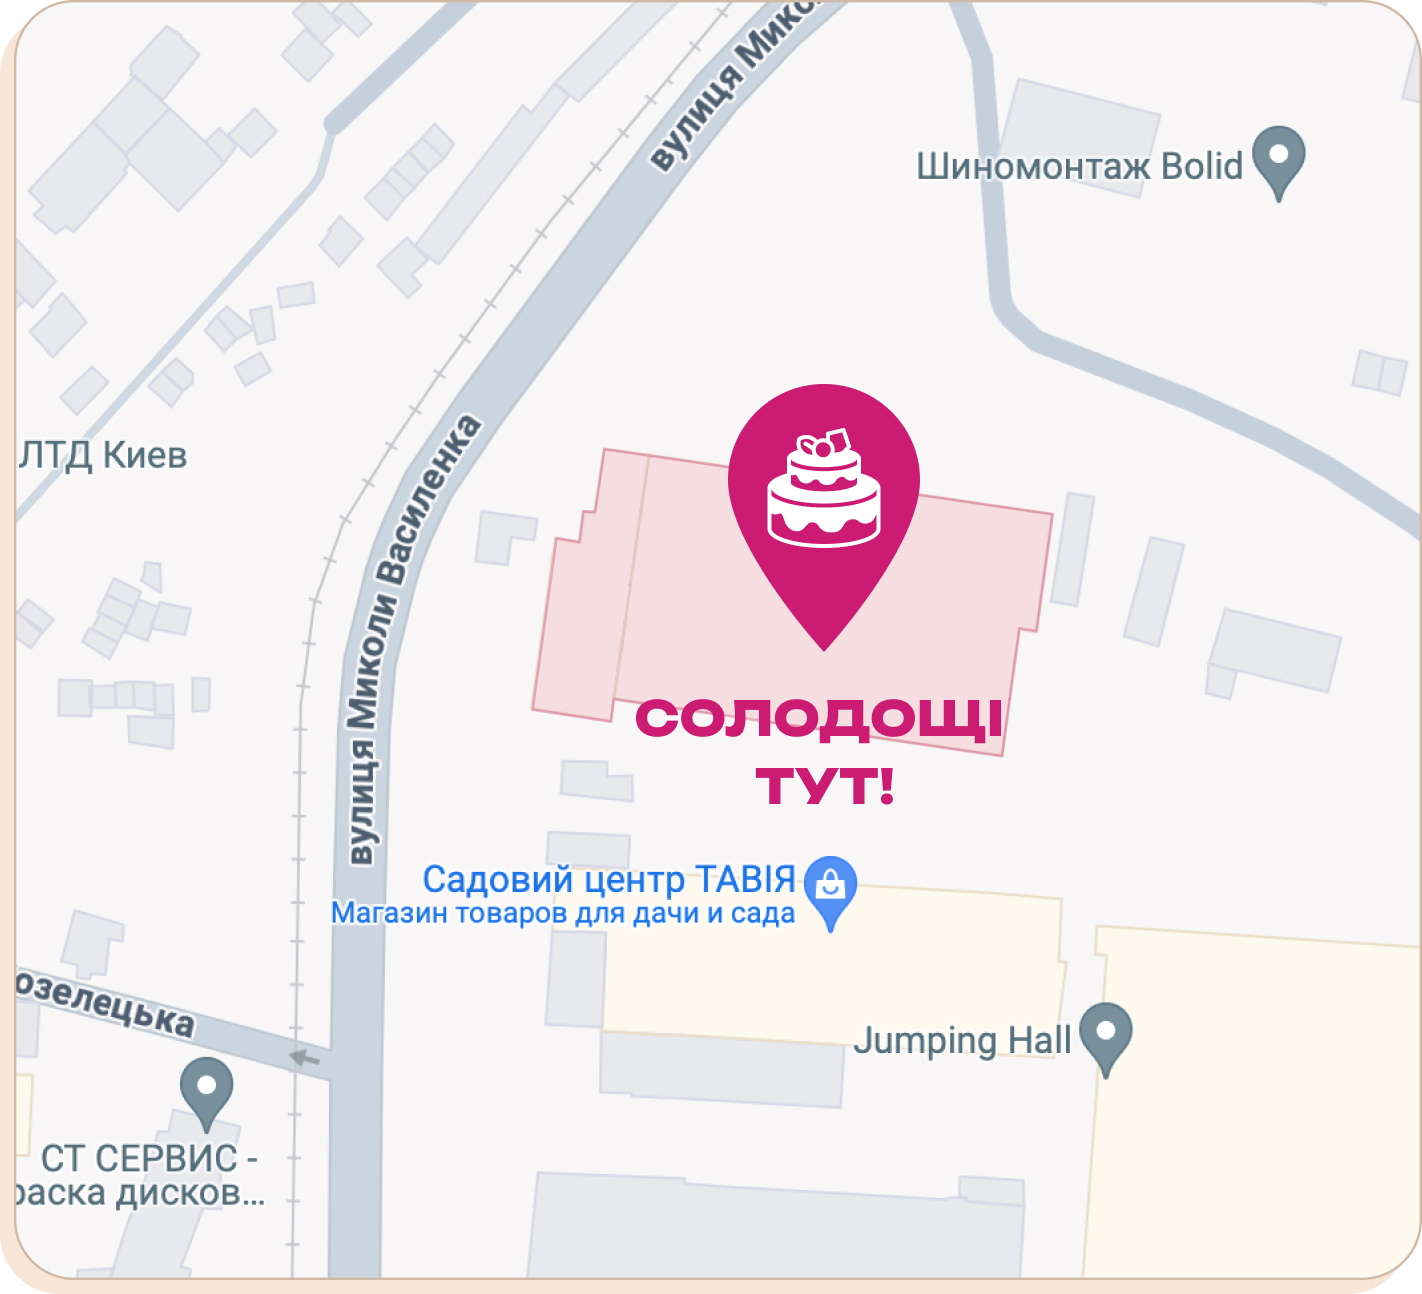 вулиця Мико
Шиномонтаж Bolid
ЛТД Киев
вулиця Миколи Василенка
СОЛОДОЩІ
ТУТ!
Садовий центр ТАВІЯ
Магазин товаров для дачи и сада
озелецька
Jumping Hall
СТ СЕРВИС -
раска дисков...